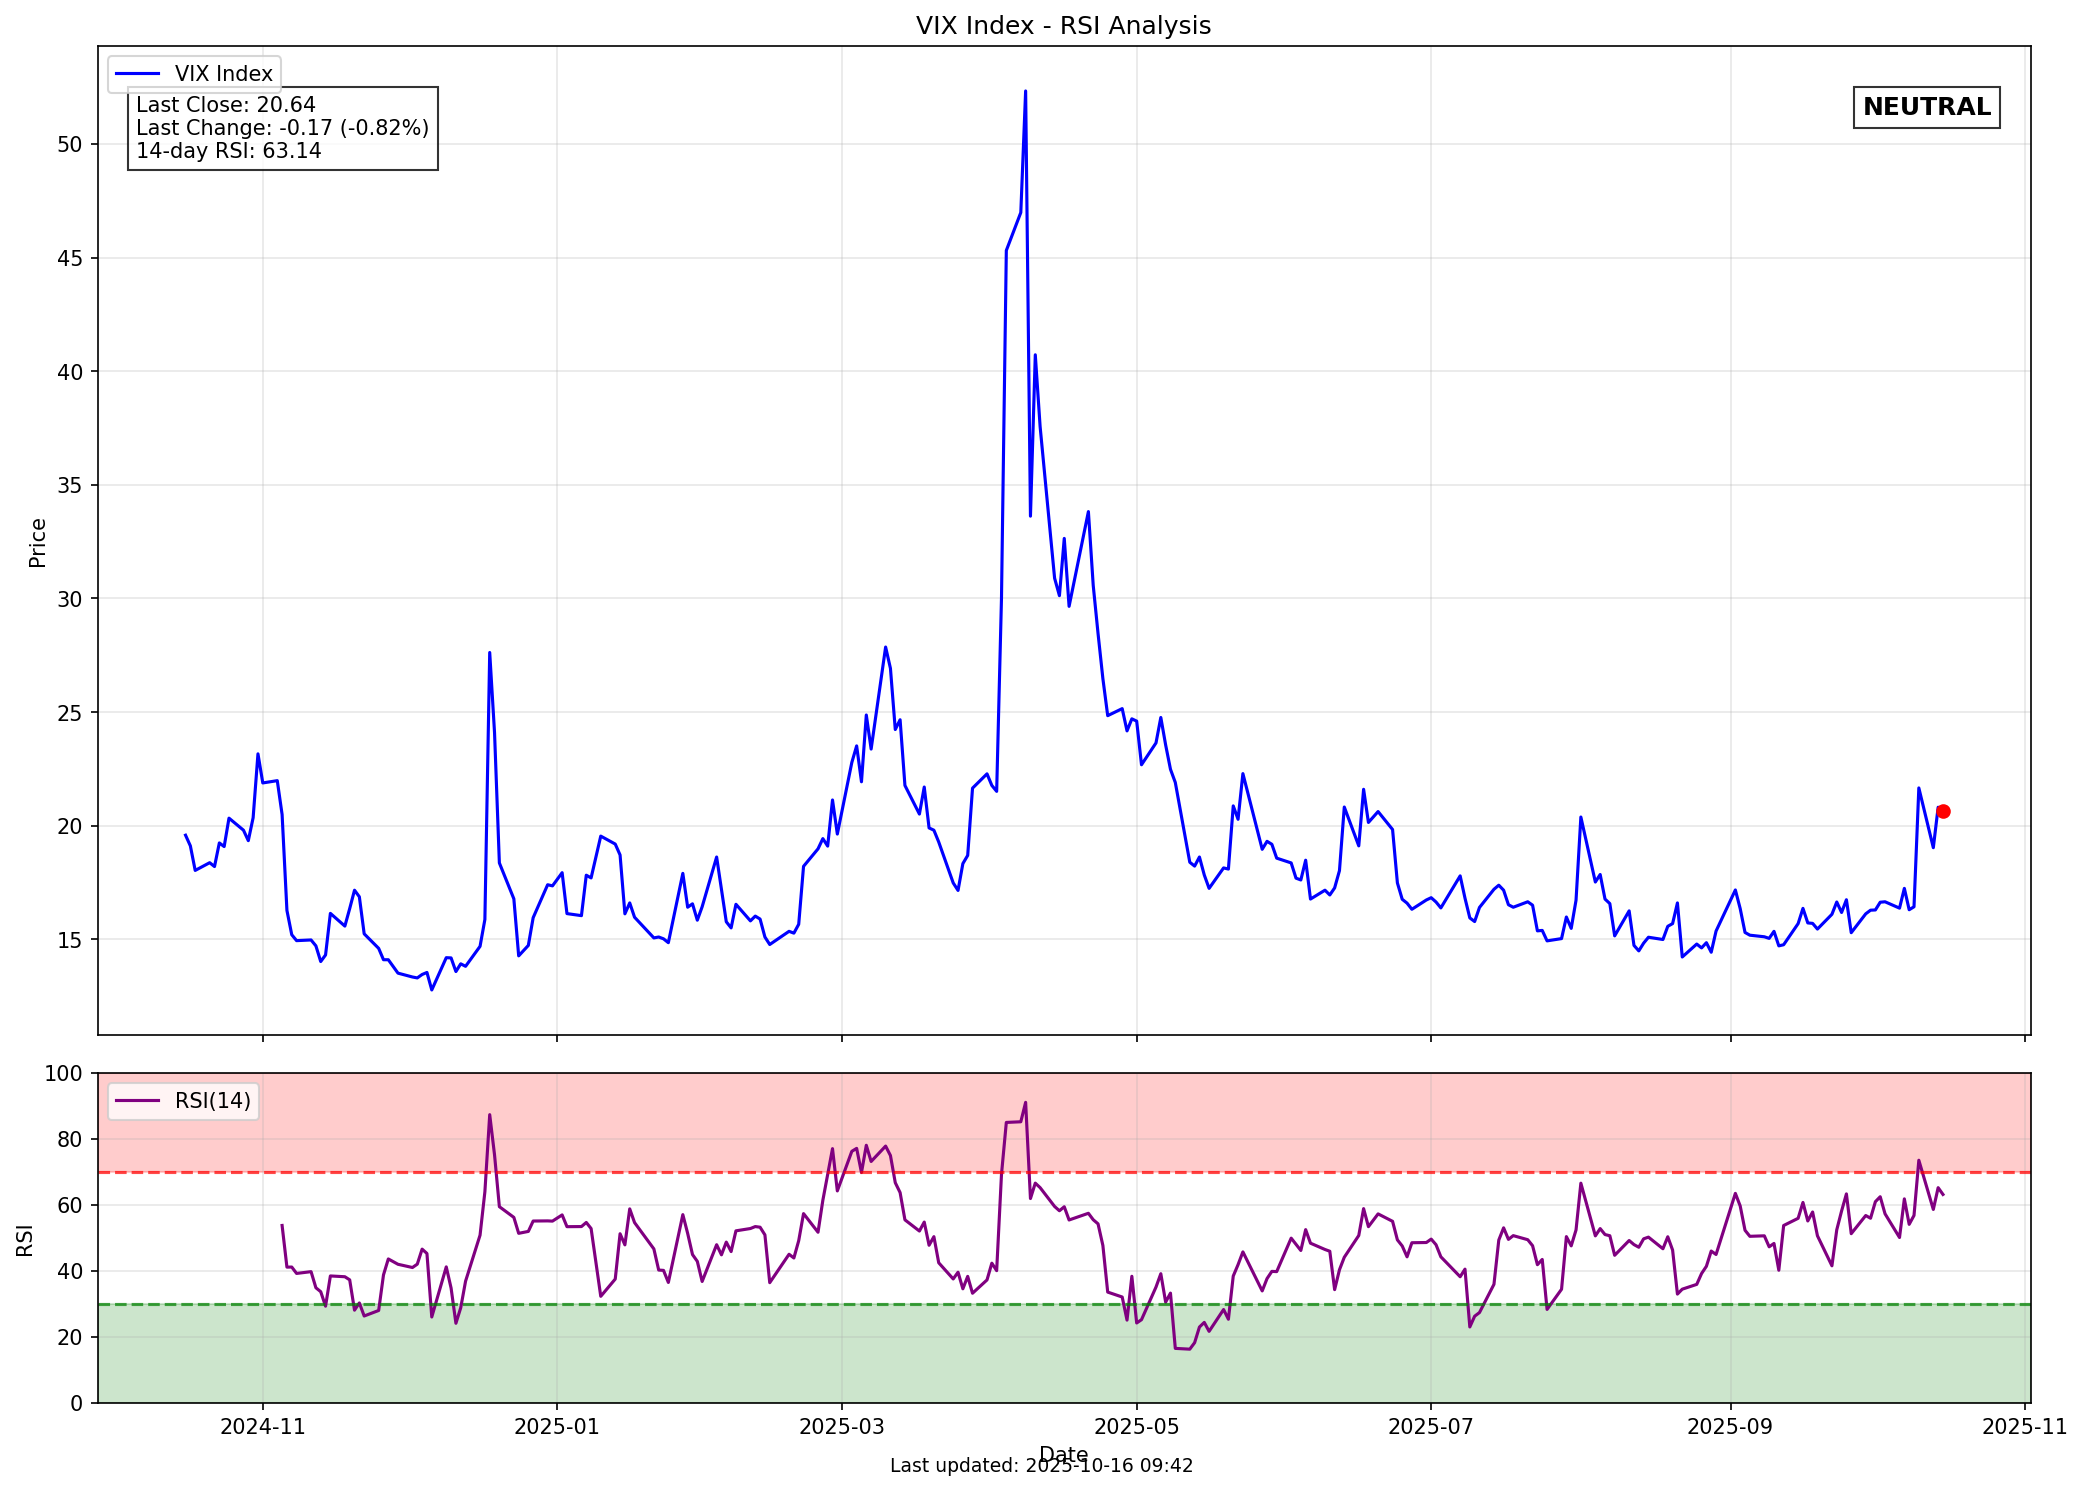 VIX Index - RSI Analysis
VIX Index
Last Close: 20.64
Last Change: -0.17 (-0.82%)
14-day RSI: 63.14
NEUTRAL
Price
50
45
40
35
30
25
20
15
RSI(14)
RSI
100
80
60
40
20
0
2024-11
2025-01
2025-03
2025-05
2025-07
2025-09
2025-11
Date
Last updated: 2025-10-16 09:42